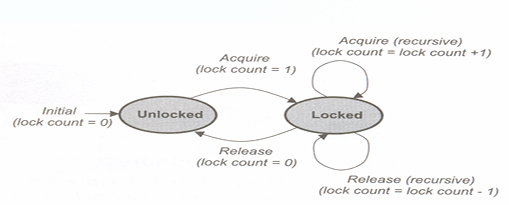 Acquire (recursive)
(lock count = lock count +1)
Acquire
(lock count = 1)
Initial
(lock count = 0)
Unlocked
Locked
Release
(lock count = 0)
Release (recursive)
(lock count = lock count - 1)